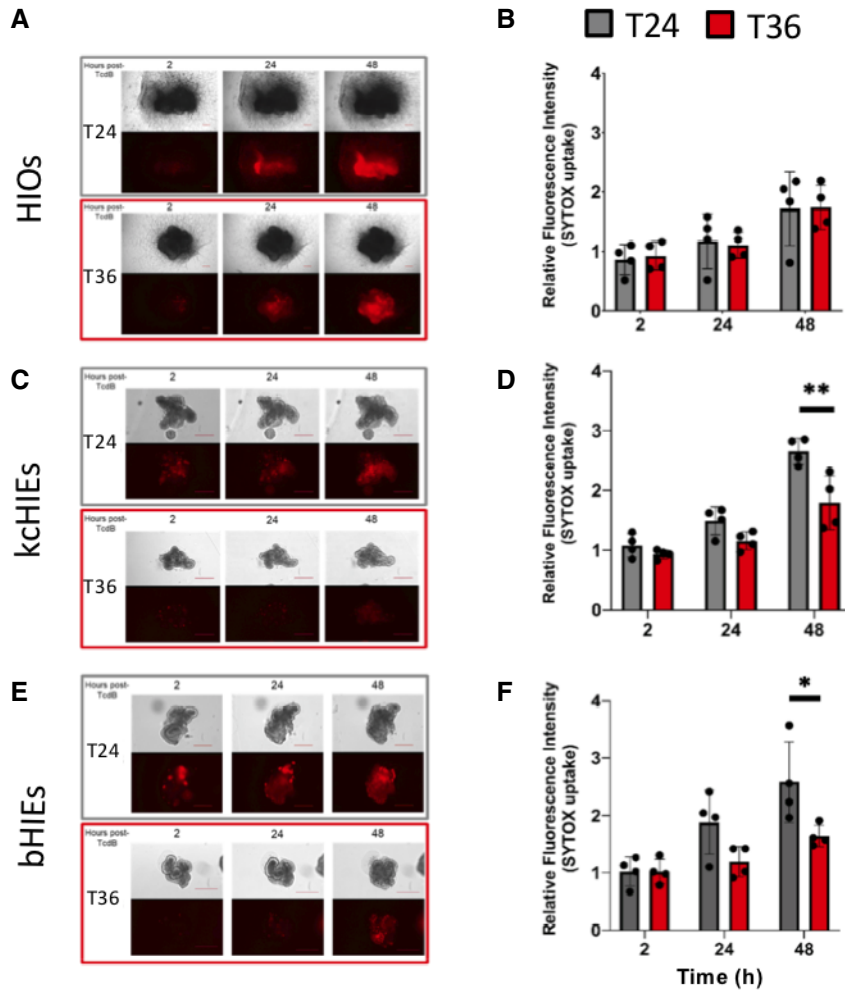 A
B
T24
T36
HIOs
Hours post-
TcdB
2
24
48
T24
2
24
48
T36
Relative Fluorescence Intensity
(SYTOX uptake)
4
3
2
1
0
2
24
48
C
D
kcHIEs
Hours post-
TcdB
2
24
48
T24
Hours post-
TcdB
2
24
48
T36
Relative Fluorescence Intensity
(SYTOX uptake)
4
3
2
1
0
**
2
24
48
E
F
bHIEs
Hours post-
TcdB
2
24
48
T24
Hours post-
TcdB
2
24
48
T36
Relative Fluorescence Intensity
(SYTOX uptake)
4
3
2
1
0
*
2
24
48
Time (h)